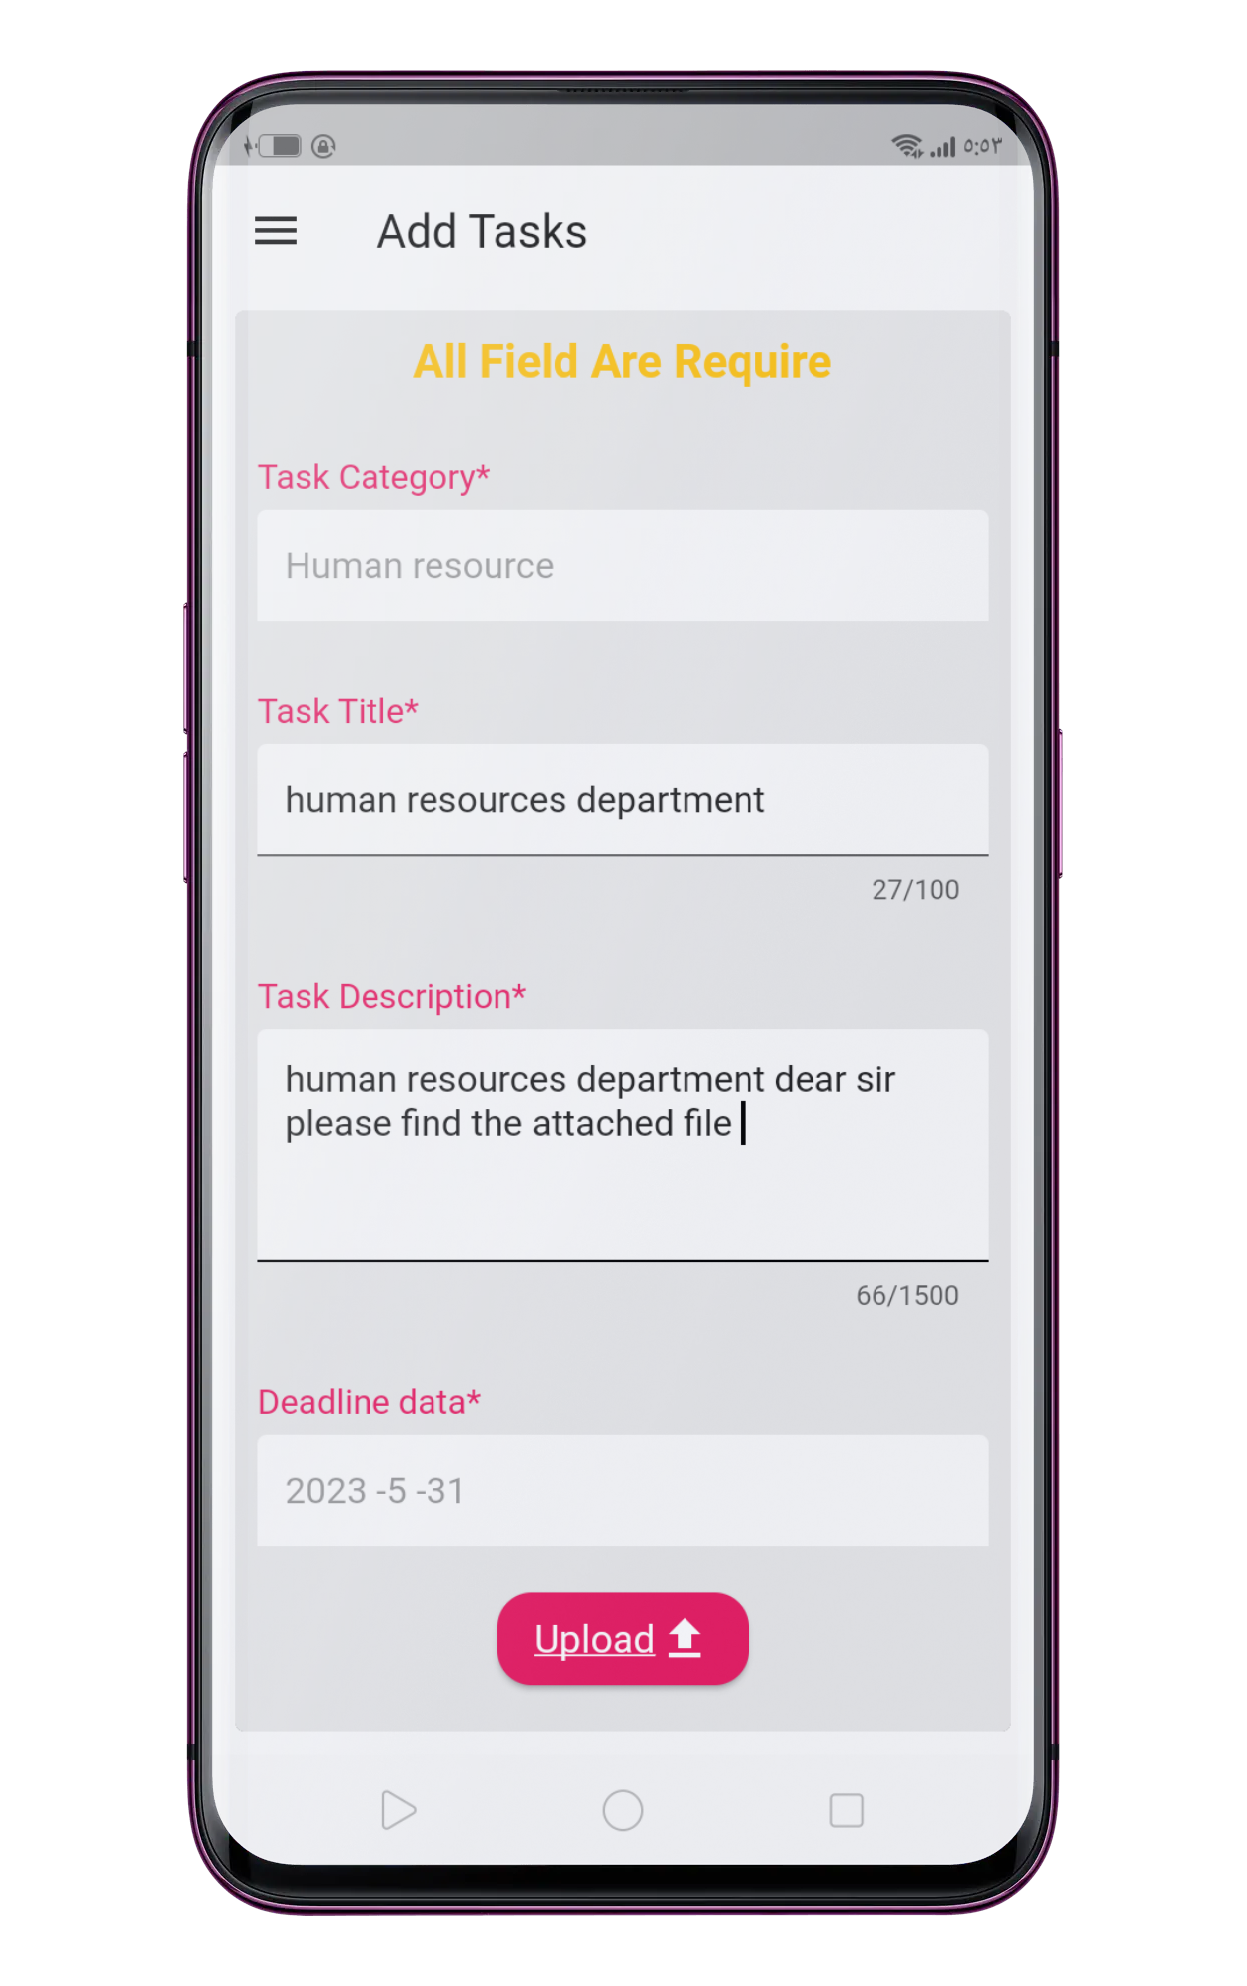 ٥:٥٣
Add Tasks
All Field Are Require
Task Category*
Human resource
Task Title*
human resources department
27/100
Task Description*
human resources department dear sir
please find the attached file
66/1500
Deadline data*
2023 -5 -31
Upload